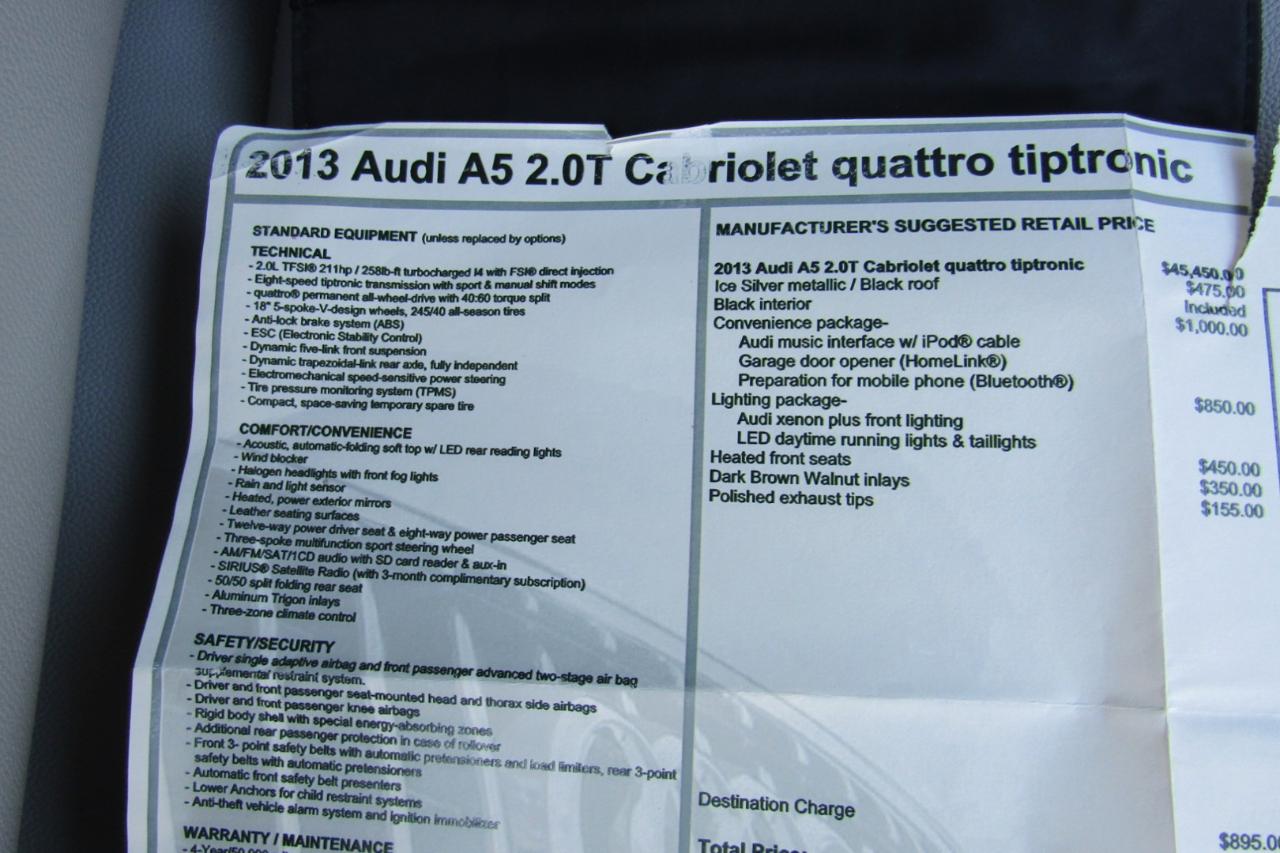 2013 Audi A5 2.0T Cabriolet quattro tiptronic
STANDARD EQUIPMENT (unless replaced by options)
TECHNICAL
- 2.0L TFSI® 211hp / 258lb-ft turbocharged I4 with FSI® direct injection
- Eight-speed tiptronic transmission with sport & manual shift modes
- quattro® permanent all-wheel-drive with 40:60 torque split
- 18" 5-spoke-V-design wheels, 245/40 all-season tires
- Anti-lock brake system (ABS)
- ESC (Electronic Stability Control)
- Dynamic five-link front suspension
- Dynamic trapezoidal-link rear axle, fully independent
- Electromechanical speed-sensitive power steering
- Tire pressure monitoring system (TPMS)
- Compact, space-saving temporary spare tire
COMFORT/CONVENIENCE
- Acoustic, automatic-folding soft top w/ LED rear reading lights
- Wind blocker
- Halogen headlights with front fog lights
- Rain and light sensor
- Heated, power exterior mirrors
- Leather seating surfaces
- Twelve-way power driver seat & eight-way power passenger seat
- Three-spoke multifunction sport steering wheel
- AM/FM/SAT/1CD audio with SD card reader & aux-in
- SIRIUS® Satellite Radio (with 3-month complimentary subscription)
- 50/50 split folding rear seat
- Aluminum Trigon inlays
- Three-zone climate control
SAFETY/SECURITY
- Driver single adaptive airbag and front passenger advanced two-stage air bag
supplemental restraint system.
- Driver and front passenger seat-mounted head and thorax side airbags
- Driver and front passenger knee airbags
- Rigid body shell with special energy-absorbing zones
- Additional rear passenger protection in case of rollover
- Front 3- point safety belts with automatic pretensioners and load limiters, rear 3-point
safety belts with automatic pretensioners
- Automatic front safety belt presenters
- Lower Anchors for child restraint systems
- Anti-theft vehicle alarm system and ignition immobilizer
WARRANTY / MAINTENANCE
MANUFACTURER'S SUGGESTED RETAIL PRICE
2013 Audi A5 2.0T Cabriolet quattro tiptronic $45,450.00
Ice Silver metallic / Black roof $475.00
Black interior Included
Convenience package- $1,000.00
Audi music interface w/ iPod® cable
Garage door opener (HomeLink®)
Preparation for mobile phone (Bluetooth®)
Lighting package- $850.00
Audi xenon plus front lighting
LED daytime running lights & taillights
Heated front seats $450.00
Dark Brown Walnut inlays $350.00
Polished exhaust tips $155.00
Destination Charge $895.0
Total Price: